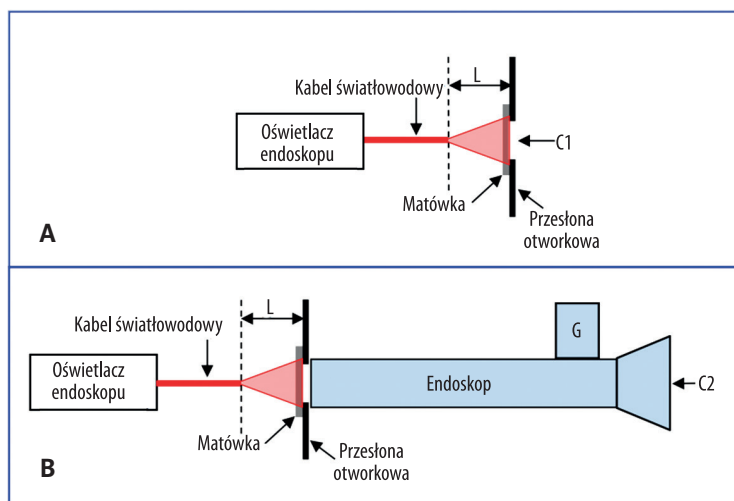 L
Kabel światłowodowy
Oświetlacz
endoskopu
C1
Matówka
Przesłona
otworkowa
A
L
Kabel światłowodowy
G
Oświetlacz
endoskopu
Endoskop
C2
Matówka
Przesłona
otworkowa
B